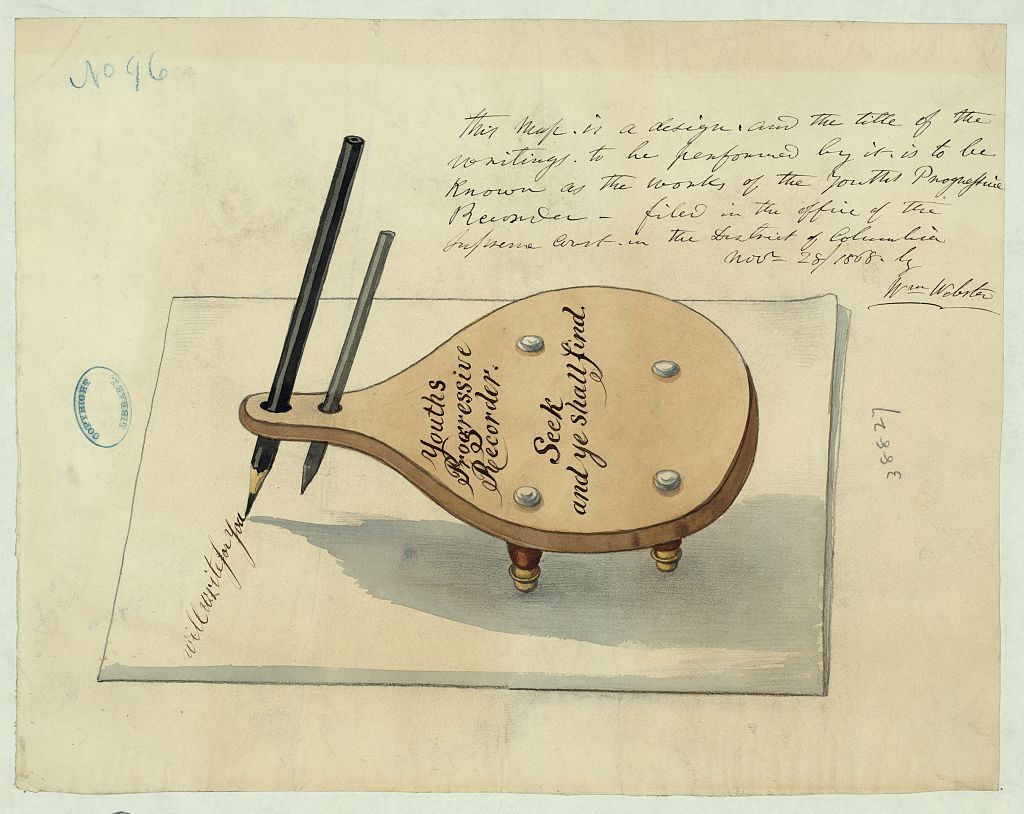 No 96
This Map. is a design. and the title of the
writings. to be performed by it. is to be
Known as the works of the Youths Progressive
Recorder – filed in the office of the
Supreme Court. in the District of Columbia
Novr 28/1868. by
Wm Webster
Youths
Progressive
Recorder.
Seek
and ye shall find.
will write for you
COPYRIGHT
LIBRARY.
38827